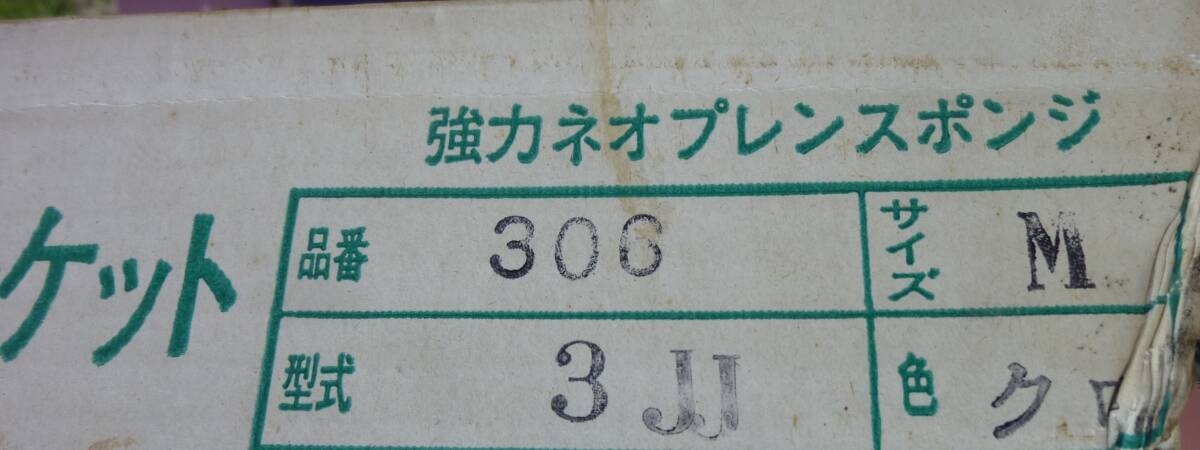 強力ネオプレンスポンジ
ケット
品番 306 サイズ M
型式 3JJ 色 クロ